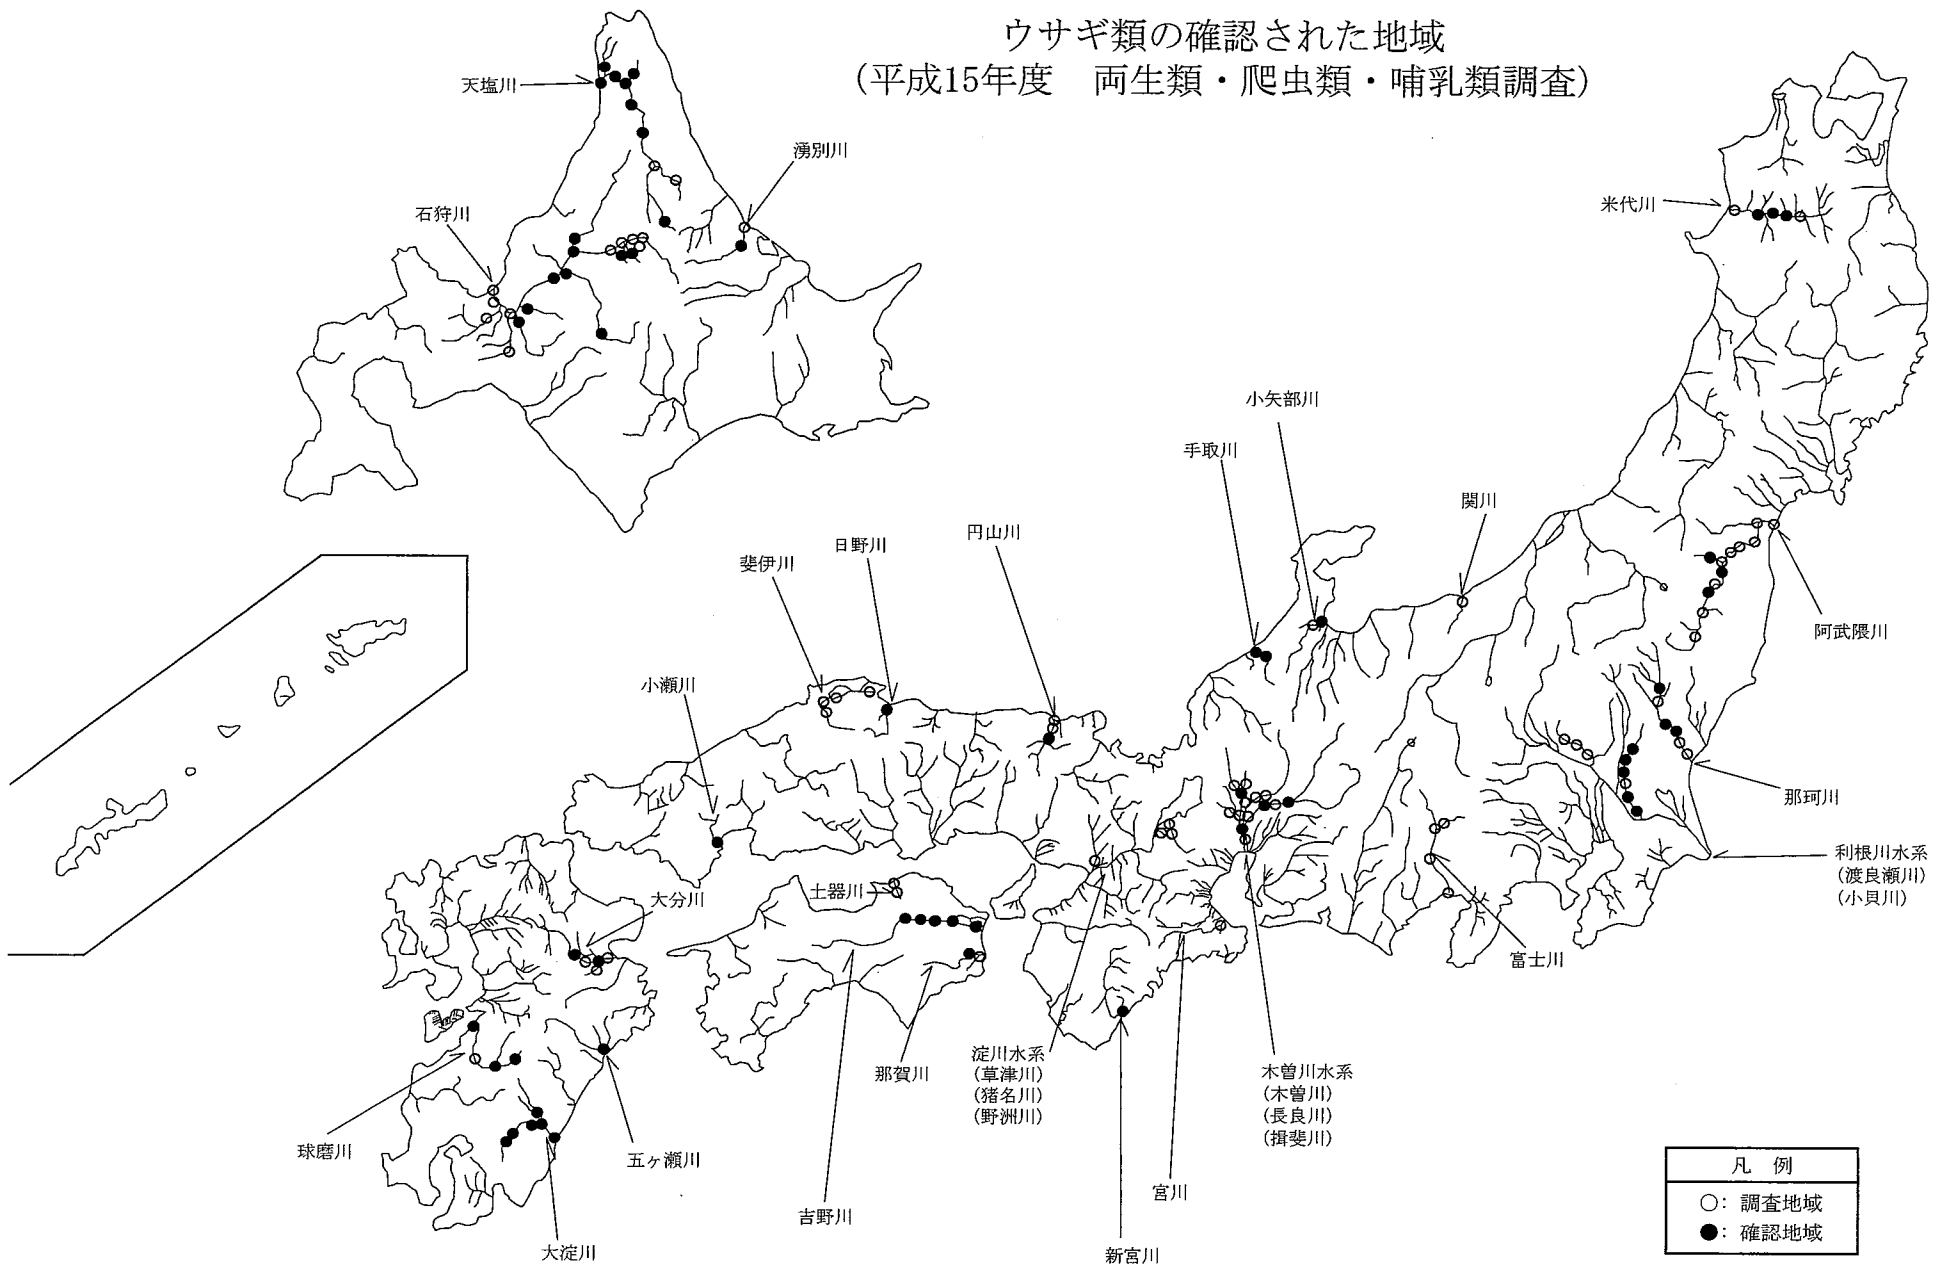 ウサギ類の確認された地域
（平成15年度　両生類・爬虫類・哺乳類調査）
天塩川
湧別川
石狩川
米代川
小矢部川
手取川
関川
円山川
日野川
斐伊川
小瀬川
阿武隈川
那珂川
利根川水系
（渡良瀬川）
（小貝川）
富士川
土器川
大分川
那賀川
淀川水系
（草津川）
（猪名川）
（野洲川）
木曽川水系
（木曽川）
（長良川）
（揖斐川）
球磨川
五ヶ瀬川
吉野川
宮川
大淀川
新宮川
凡　例
○：調査地域
●：確認地域